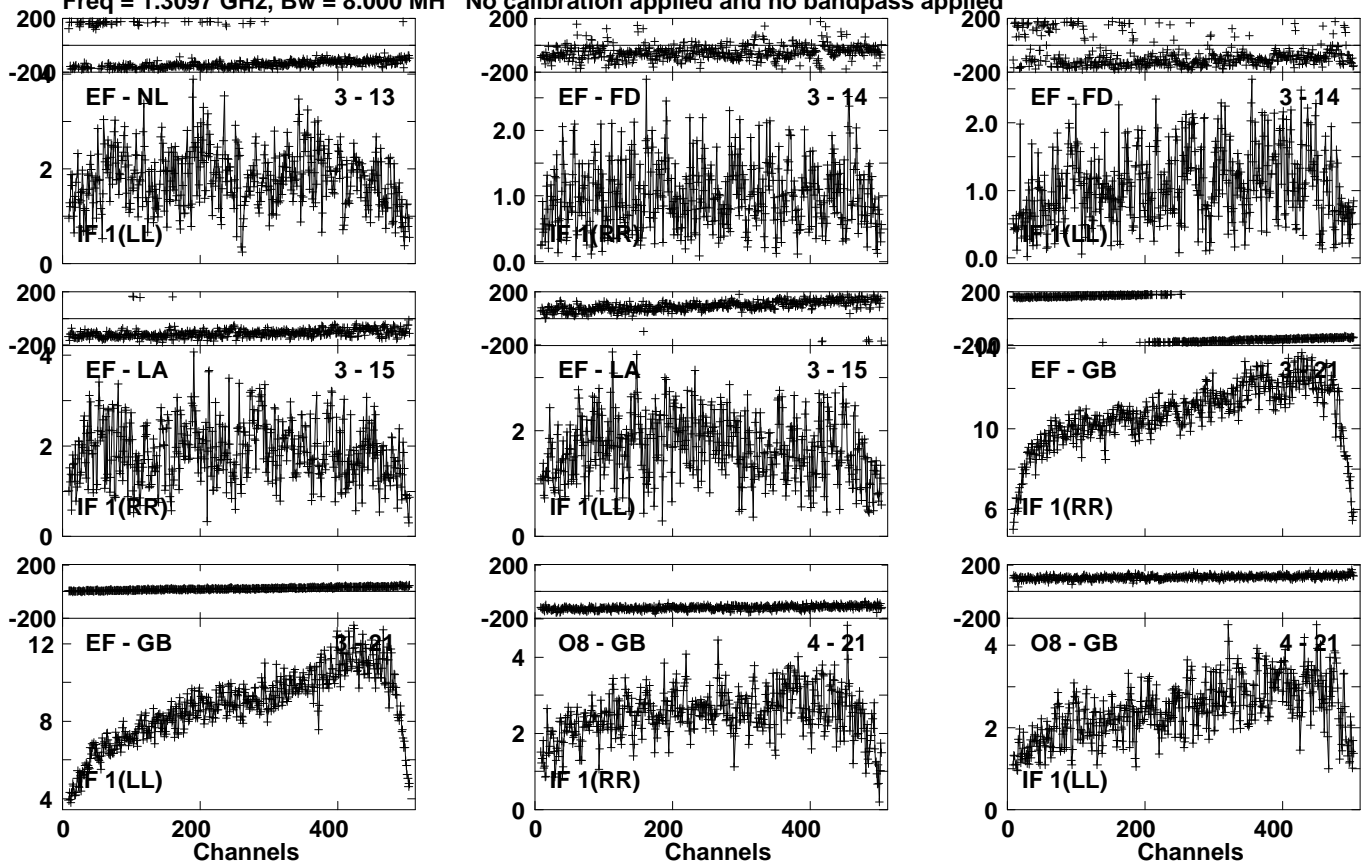 Freq = 1.3097 GHz, Bw = 8.000 MH No calibration applied and no bandpass applied
200 200 200
-200 -200 -200
4
EF - NL 3 - 13 EF - FD 3 - 14 EF - FD 3 - 14
2.0 2.0
2 1.0 1.0
IF 1(LL) IF 1(RR) IF 1(LL)
0 0.0 0.0
200 200 200
-200 -200 -200
4 14
EF - LA 3 - 15 EF - LA 3 - 15 EF - GB 3 - 21
2 2 10
IF 1(RR) IF 1(LL) 6 IF 1(RR)
0 0
200 200 200
-200 -200 -200
12 EF - GB 3 - 21 4 O8 - GB 4 - 21 4 EF - GB 4 - 21
8 2 2
4 IF 1(LL) IF 1(RR) IF 1(LL)
0 0
0 200 400 0 200 400 0 200 400
Channels Channels Channels